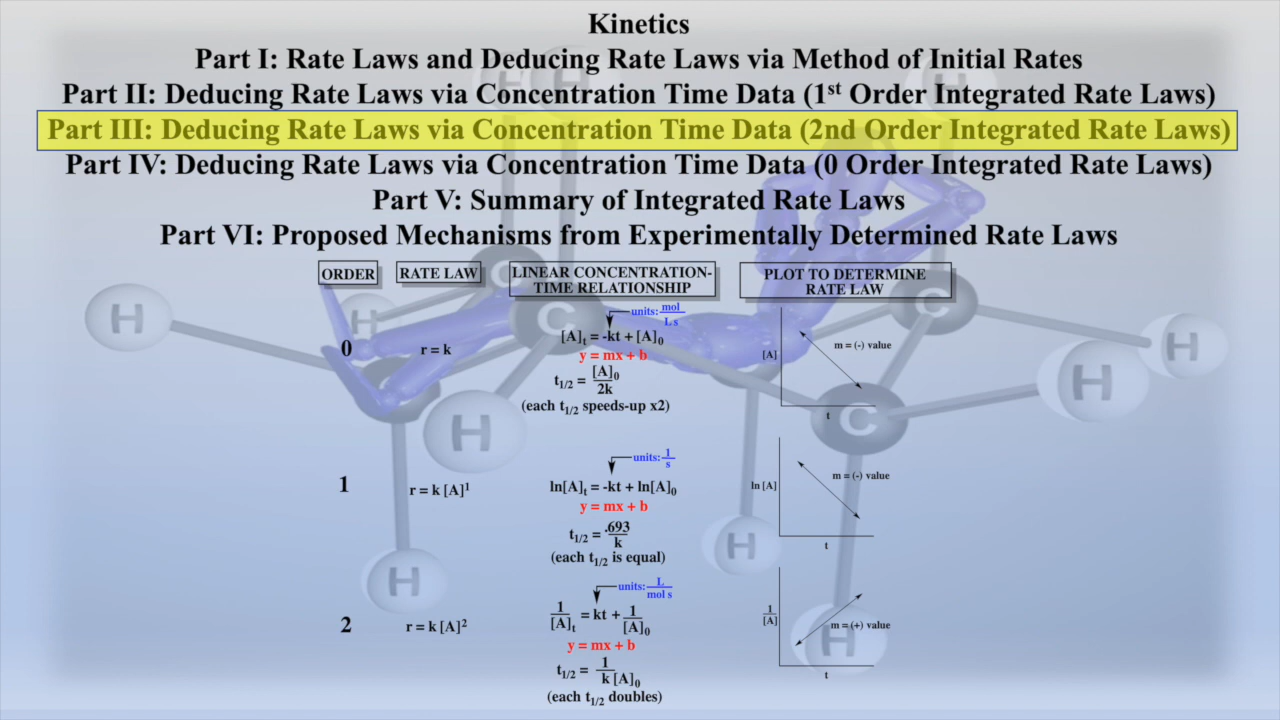 Kinetics
Part I: Rate Laws and Deducing Rate Laws via Method of Initial Rates
Part II: Deducing Rate Laws via Concentration Time Data (1st Order Integrated Rate Laws)
Part III: Deducing Rate Laws via Concentration Time Data (2nd Order Integrated Rate Laws)
Part IV: Deducing Rate Laws via Concentration Time Data (0 Order Integrated Rate Laws)
Part V: Summary of Integrated Rate Laws
Part VI: Proposed Mechanisms from Experimentally Determined Rate Laws
ORDER RATE LAW LINEAR CONCENTRATION-TIME RELATIONSHIP PLOT TO DETERMINE RATE LAW
units: mol / L s
0 r = k [A]t = -kt + [A]0
y = mx + b
t1/2 = [A]0 / 2k
(each t1/2 speeds-up x2)
[A] m = (-) value
t
units: 1 / s
1 r = k [A]1 ln[A]t = -kt + ln[A]0
y = mx + b
t1/2 = .693 / k
(each t1/2 is equal)
ln [A] m = (-) value
t
units: L / mol s
2 r = k [A]2 1 / [A]t = kt + 1 / [A]0
y = mx + b
t1/2 = 1 / k [A]0
(each t1/2 doubles)
1 / [A] m = (+) value
t
H
H
H
H
H
H
H
H
H
H
H
C
C
C
C